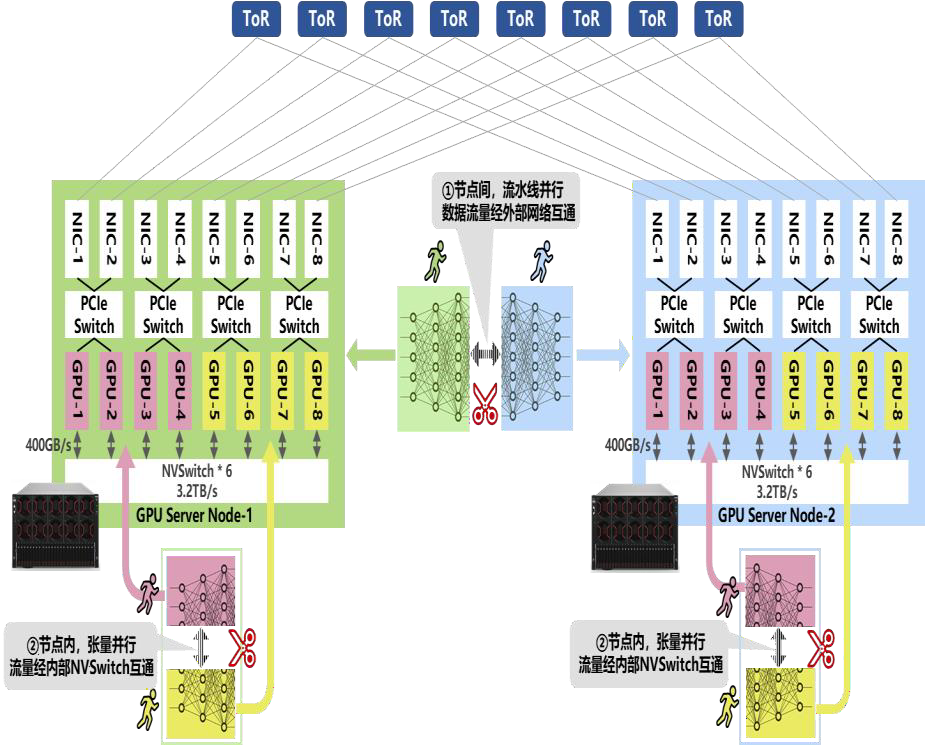 ToR ToR ToR ToR ToR ToR ToR ToR
①节点间，流水线并行
数据流量经外部网络互通
NIC-1 NIC-2 NIC-3 NIC-4 NIC-5 NIC-6 NIC-7 NIC-8
PCIe
Switch
PCIe
Switch
PCIe
Switch
PCIe
Switch
GPU-1 GPU-2 GPU-3 GPU-4 GPU-5 GPU-6 GPU-7 GPU-8
400GB/s
NVSwitch * 6
3.2TB/s
GPU Server Node-1
NIC-1 NIC-2 NIC-3 NIC-4 NIC-5 NIC-6 NIC-7 NIC-8
PCIe
Switch
PCIe
Switch
PCIe
Switch
PCIe
Switch
GPU-1 GPU-2 GPU-3 GPU-4 GPU-5 GPU-6 GPU-7 GPU-8
400GB/s
NVSwitch * 6
3.2TB/s
GPU Server Node-2
②节点内，张量并行
流量经内部NVSwitch互通
②节点内，张量并行
流量经内部NVSwitch互通